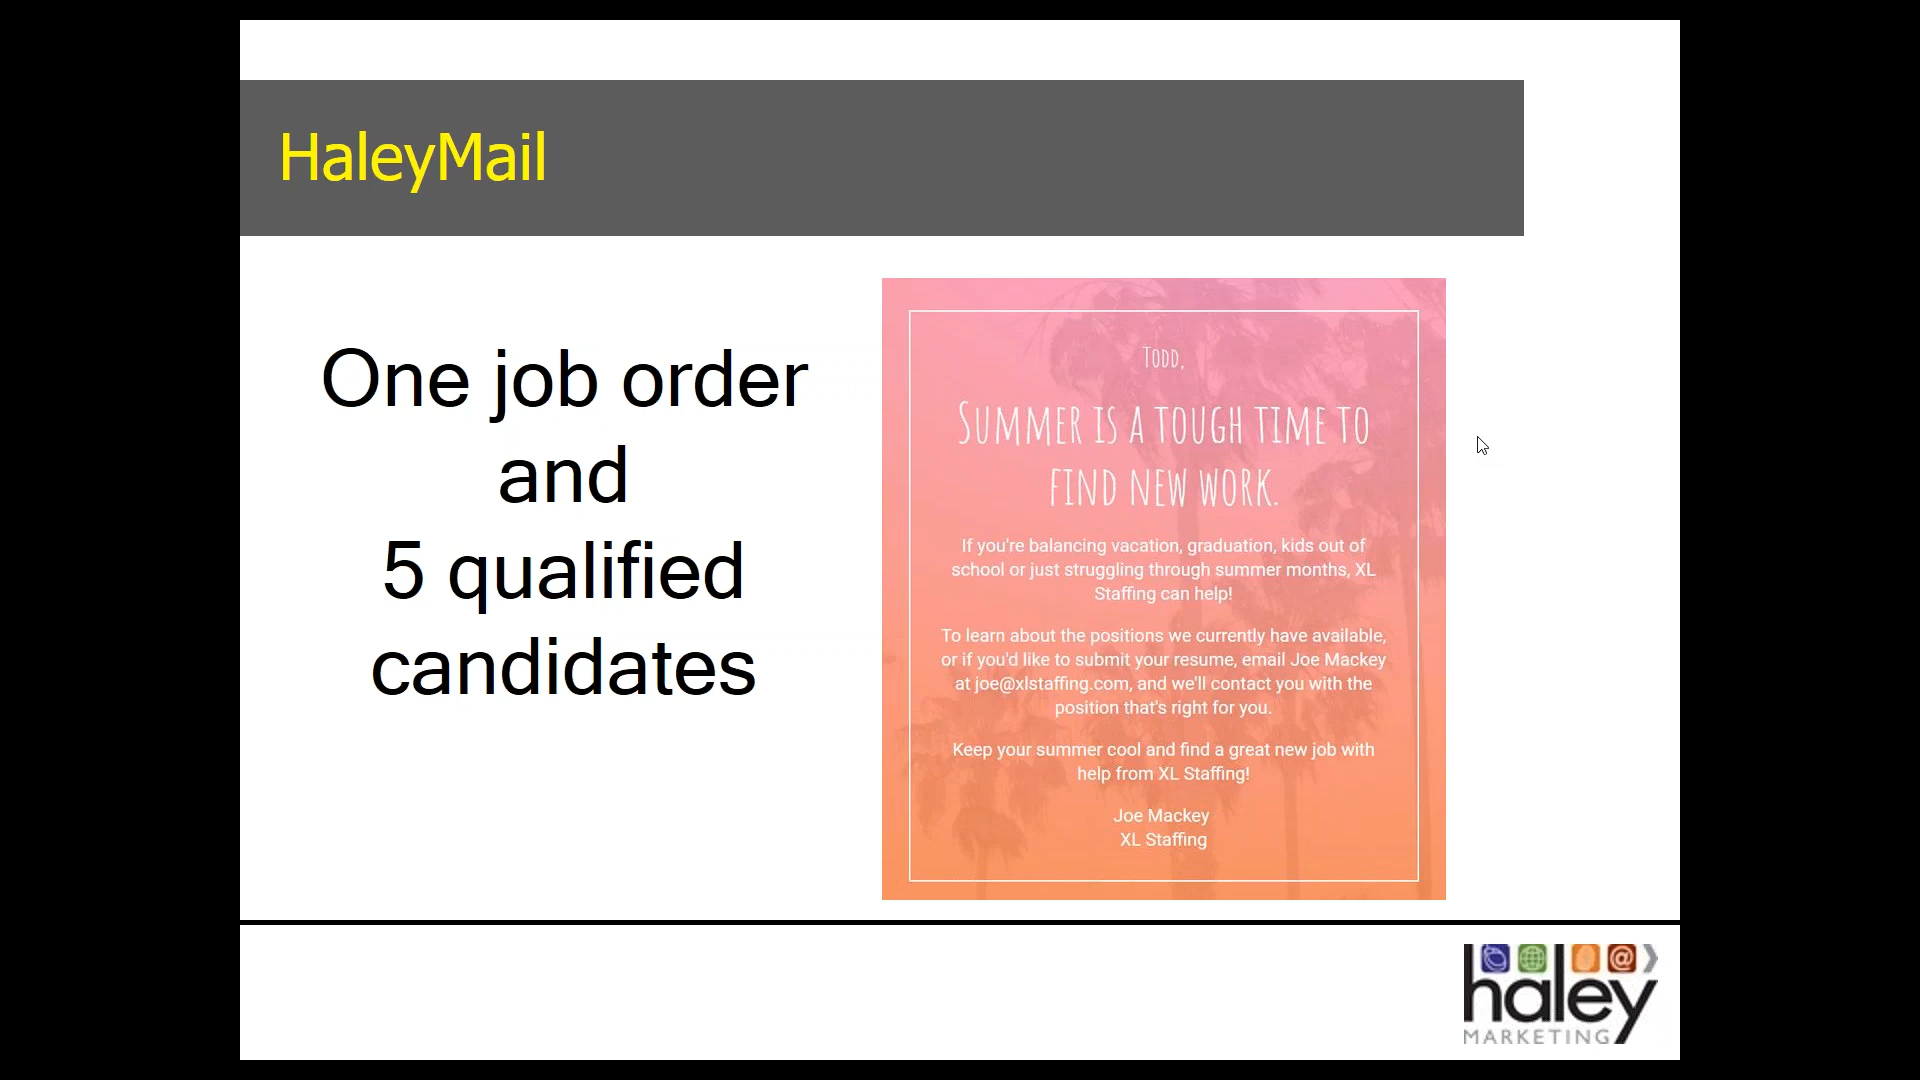 HaleyMail
One job order
and
5 qualified
candidates
Todd,
Summer is a tough time to
find new work.
If you're balancing vacation, graduation, kids out of
school or just struggling through summer months, XL
Staffing can help!
To learn about the positions we currently have available,
or if you'd like to submit your resume, email Joe Mackey
at joe@xlstaffing.com, and we'll contact you with the
position that's right for you.
Keep your summer cool and find a great new job with
help from XL Staffing!
Joe Mackey
XL Staffing
@
haley
MARKETING